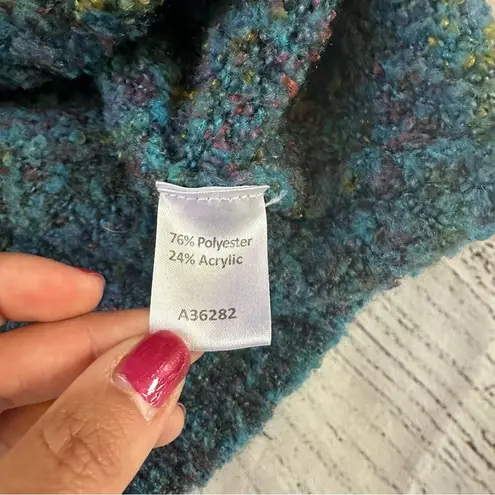 76% Polyester
24% Acrylic
A36282